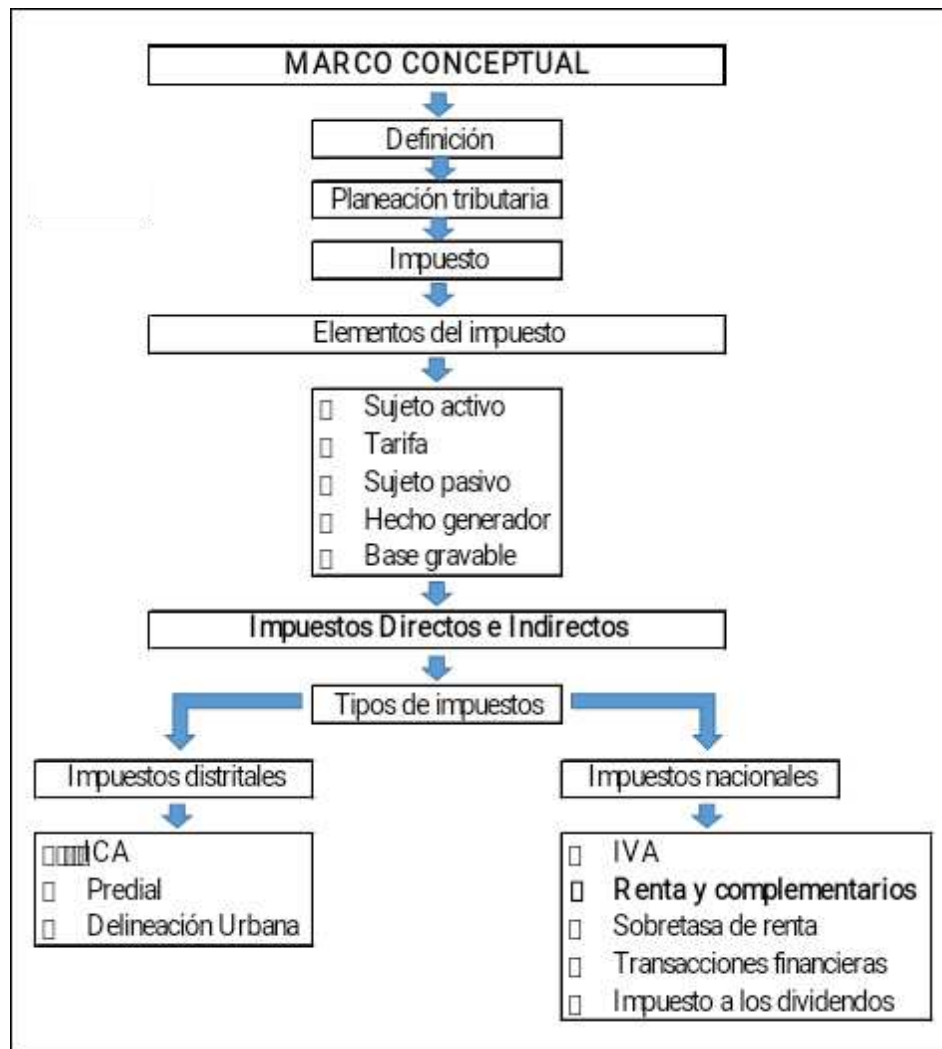 MARCO CONCEPTUAL
Definición
Planeación tributaria
Impuesto
Elementos del impuesto
Sujeto activo
Tarifa
Sujeto pasivo
Hecho generador
Base gravable
Impuestos Directos e Indirectos
Tipos de impuestos
Impuestos distritales
ICA
Predial
Delineación Urbana
Impuestos nacionales
IVA
Renta y complementarios
Sobretasa de renta
Transacciones financieras
Impuesto a los dividendos